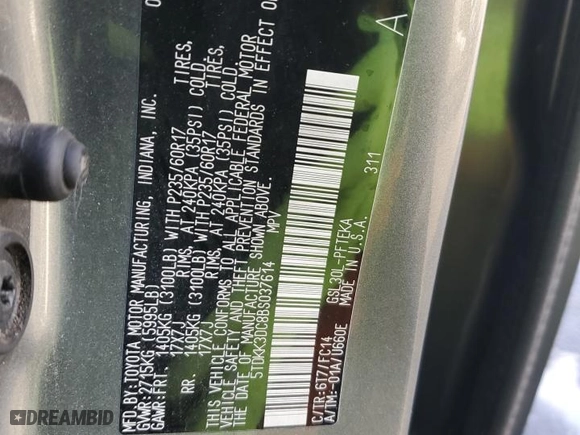 MFD. BY: TOYOTA MOTOR MANUFACTURING, INDIANA, INC.
GVWR: 2715KG (5995LB)
GAWR: FRT. 1405KG (3100LB) WITH P235/60R17 TIRES,
17X7J RIMS, AT 240KPA (35PSI) COLD
RR. 1405KG (3100LB) WITH P235/60R17 TIRES,
17X7J RIMS, AT 240KPA (35PSI) COLD.
THIS VEHICLE CONFORMS TO ALL APPLICABLE FEDERAL MOTOR
VEHICLE SAFETY AND THEFT PREVENTION STANDARDS IN EFFECT O
THE DATE OF MANUFACTURE SHOWN ABOVE.
5TDKK3DC8BS037614 MPV
A
C/TR: 6T7/FC14 GSL30L-PFTEKA
A/TM: -01A/U660E MADE IN U.S.A. 311
DREAMBID